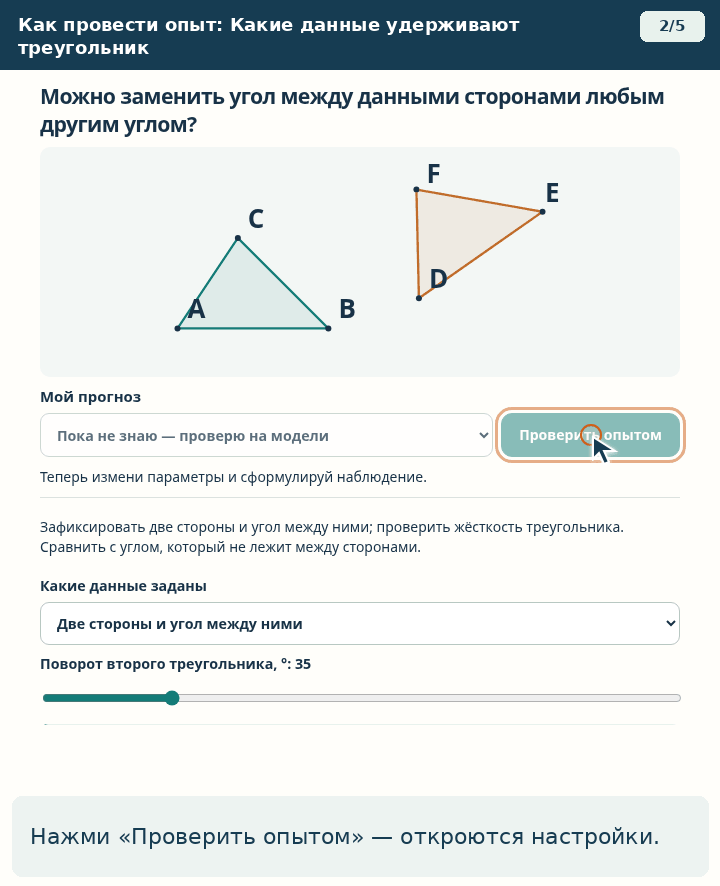 Как провести опыт: Какие данные удерживают
треугольник
2/5
Можно заменить угол между данными сторонами любым
другим углом?
F
E
C
D
A
B
Мой прогноз
Пока не знаю — проверю на модели
Проверить опытом
Теперь измени параметры и сформулируй наблюдение.
Зафиксировать две стороны и угол между ними; проверить жёсткость треугольника.
Сравнить с углом, который не лежит между сторонами.
Какие данные заданы
Две стороны и угол между ними
Поворот второго треугольника, °: 35
Нажми «Проверить опытом» — откроются настройки.